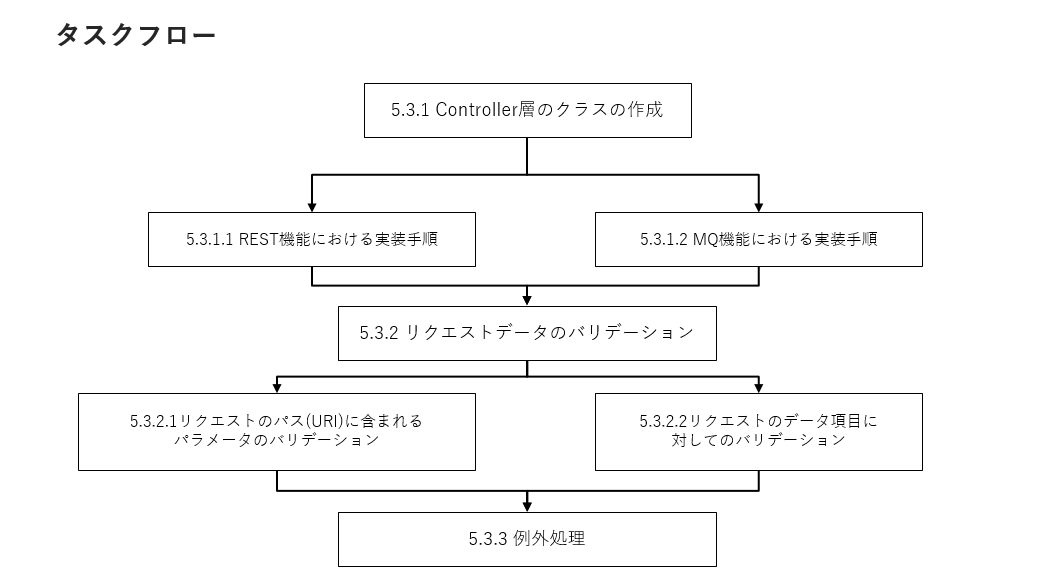 タスクフロー
5.3.1 Controller層のクラスの作成
5.3.1.1 REST機能における実装手順
5.3.1.2 MQ機能における実装手順
5.3.2 リクエストデータのバリデーション
5.3.2.1リクエストのパス(URI)に含まれる
パラメータのバリデーション
5.3.2.2リクエストのデータ項目に
対してのバリデーション
5.3.3 例外処理